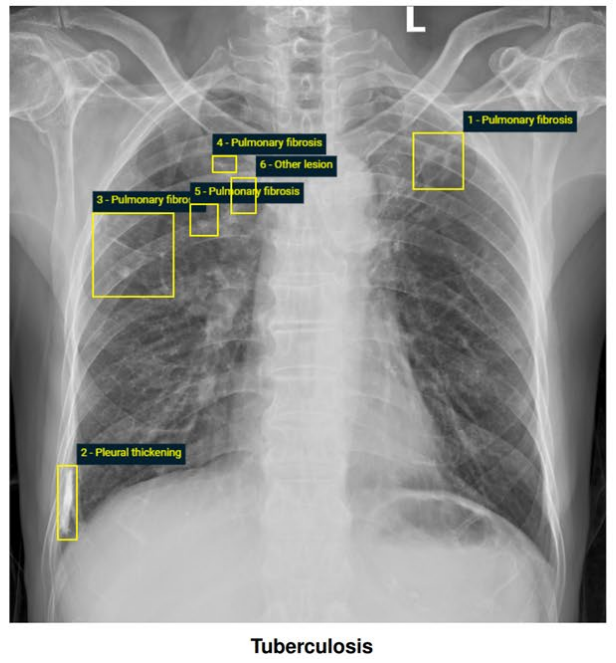 L
1 - Pulmonary fibrosis
4 - Pulmonary fibrosis
6 - Other lesion
5 - Pulmonary fibrosis
3 - Pulmonary fibro
2 - Pleural thickening
Tuberculosis